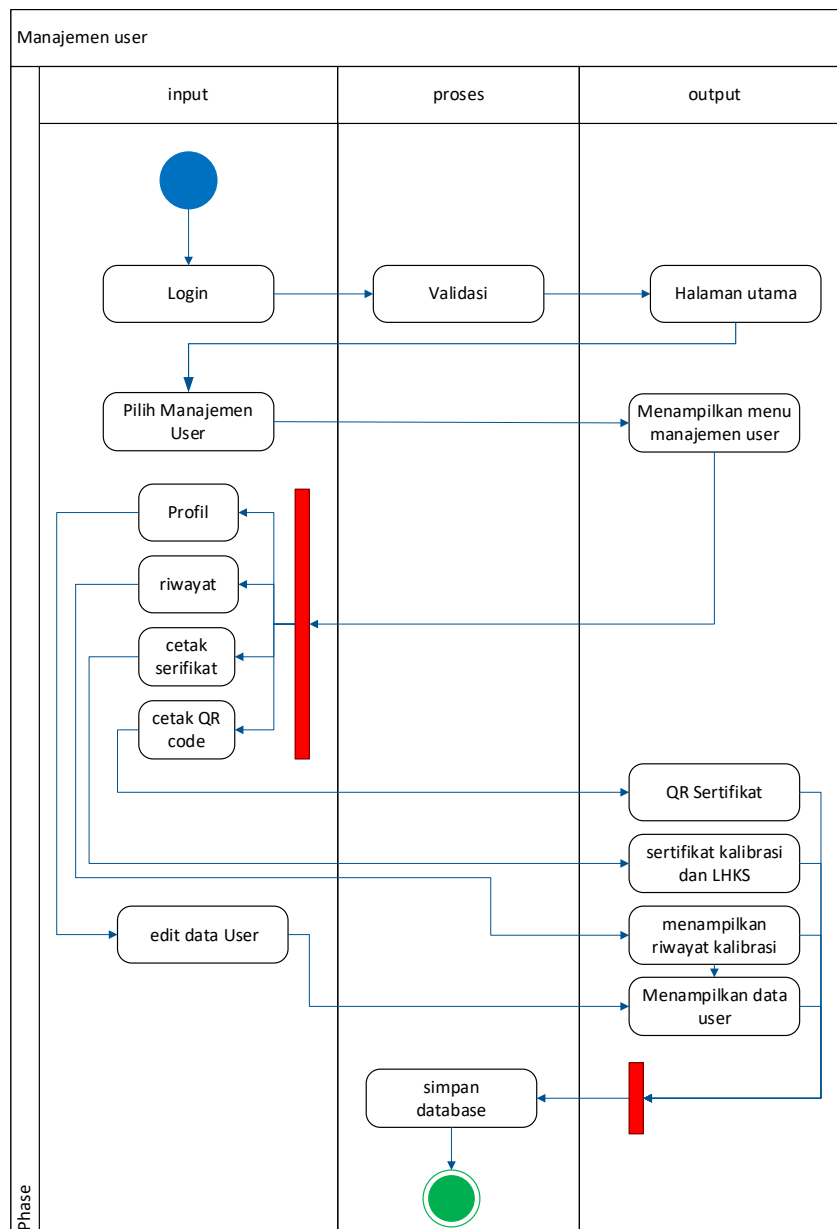 Manajemen user
input
proses
output
Login
Validasi
Halaman utama
Pilih Manajemen
User
Menampilkan menu
manajemen user
Profil
riwayat
cetak
serifikat
cetak QR
code
QR Sertifikat
sertifikat kalibrasi
dan LHKS
menampilkan
riwayat kalibrasi
edit data User
Menampilkan data
user
simpan
database
Phase